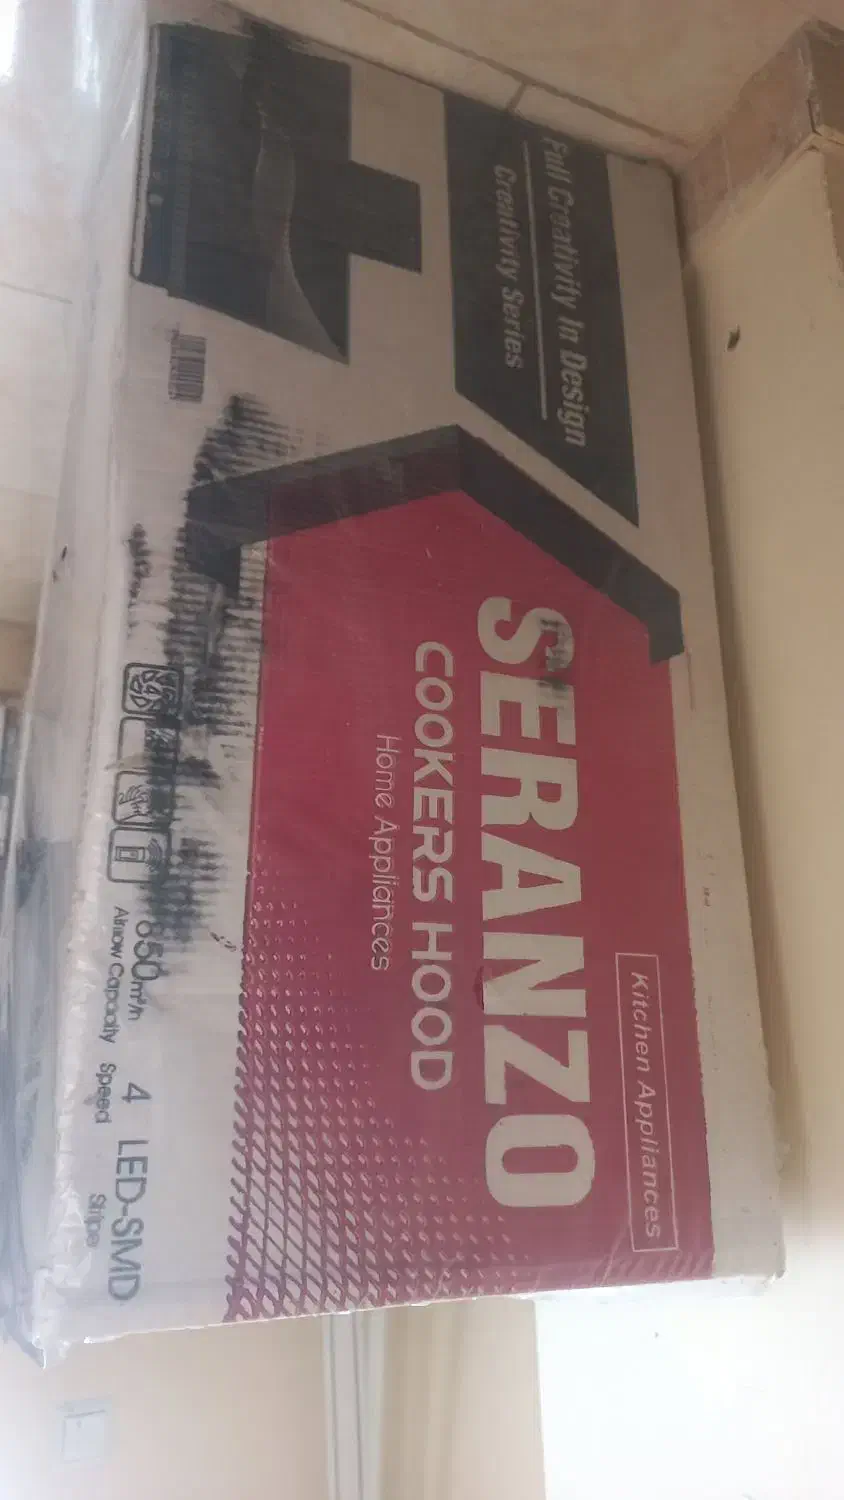 Full Creativity In Design
Creativity Series
Kitchen Appliances
SERANZO
COOKERS HOOD
Home Appliances
650m³/h
Airflow Capacity
4
Speed
LED-SMD